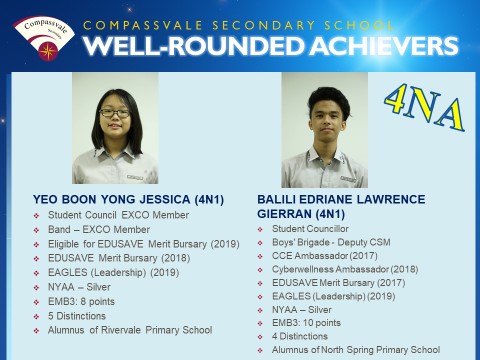 Compassvale
Secondary
COMPASSVALE SECONDARY SCHOOL
WELL-ROUNDED ACHIEVERS
4NA
YEO BOON YONG JESSICA (4N1)
Student Council EXCO Member
Band – EXCO Member
Eligible for EDUSAVE Merit Bursary (2019)
EDUSAVE Merit Bursary (2018)
EAGLES (Leadership) (2019)
NYAA – Silver
EMB3: 8 points
5 Distinctions
Alumnus of Rivervale Primary School
BALILI EDRIANE LAWRENCE
GIERRAN (4N1)
Student Councillor
Boys' Brigade - Deputy CSM
CCE Ambassador (2017)
Cyberwellness Ambassador (2018)
EDUSAVE Merit Bursary (2017)
EAGLES (Leadership) (2019)
NYAA – Silver
EMB3: 10 points
4 Distinctions
Alumnus of North Spring Primary School